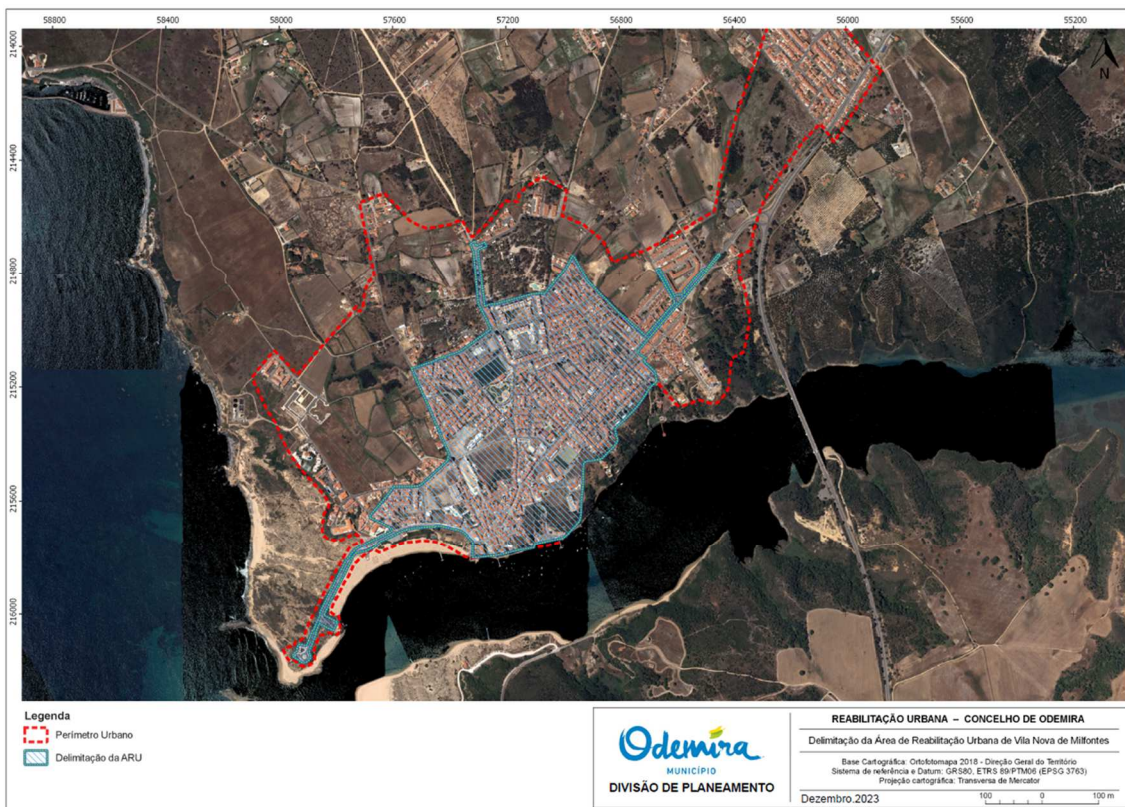 58800 58400 58000 57600 57200 56800 56400 56000 55600 55200
214000
214400
214800
215200
215600
216000
N
Legenda
Perímetro Urbano
Delimitação da ARU
Odemira
MUNICÍPIO
DIVISÃO DE PLANEAMENTO
REABILITAÇÃO URBANA – CONCELHO DE ODEMIRA
Delimitação da Área de Reabilitação Urbana de Vila Nova de Milfontes
Base Cartográfica: Ortofotomapa 2018 - Direção Geral do Território
Sistema de referência e Datum: GRS80, ETRS 89/PTM06 (EPSG 3763)
Projeção cartográfica: Transversa de Mercator
Dezembro.2023
100 0 100 m